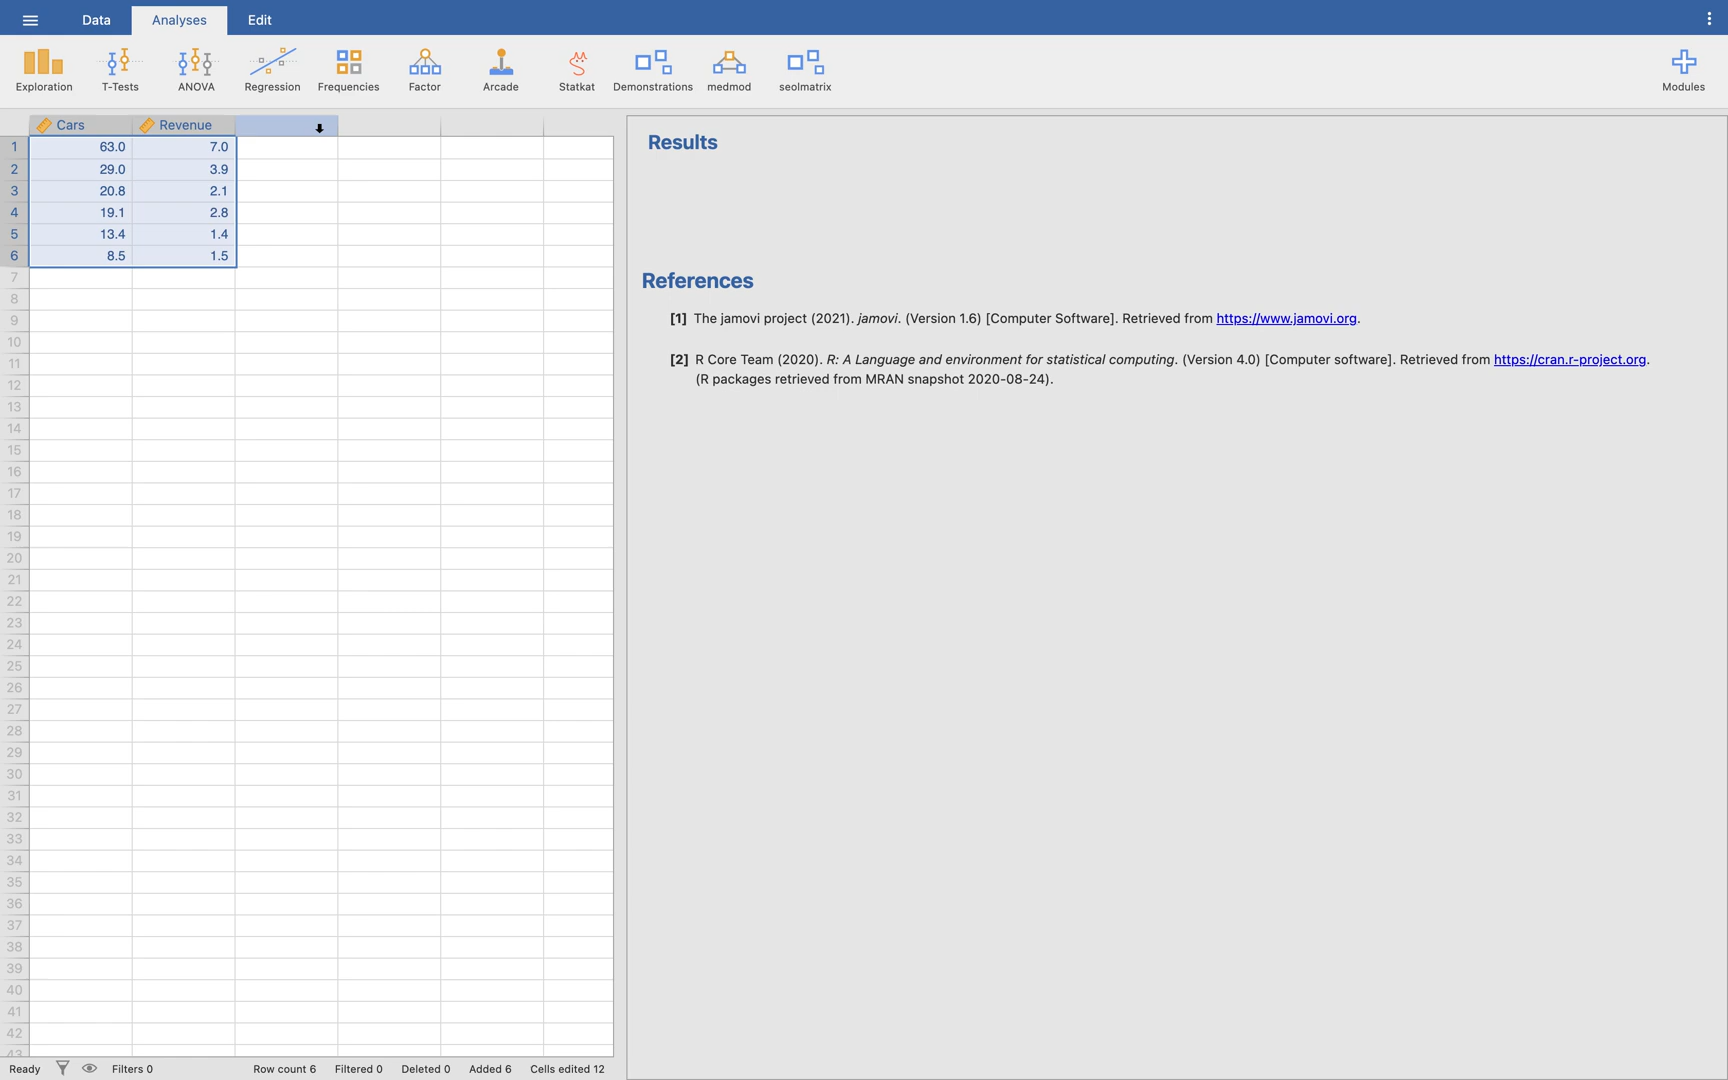 Data Analyses Edit
Exploration T-Tests ANOVA Regression Frequencies Factor Arcade Statkat Demonstrations medmod seolmatrix Modules
Cars Revenue
1 63.0 7.0
2 29.0 3.9
3 20.8 2.1
4 19.1 2.8
5 13.4 1.4
6 8.5 1.5
7
8
9
10
11
12
13
14
15
16
17
18
19
20
21
22
23
24
25
26
27
28
29
30
31
32
33
34
35
36
37
38
39
40
41
42
43
Results
References
[1] The jamovi project (2021). jamovi. (Version 1.6) [Computer Software]. Retrieved from https://www.jamovi.org.
[2] R Core Team (2020). R: A Language and environment for statistical computing. (Version 4.0) [Computer software]. Retrieved from https://cran.r-project.org.
(R packages retrieved from MRAN snapshot 2020-08-24).
Ready Filters 0 Row count 6 Filtered 0 Deleted 0 Added 6 Cells edited 12